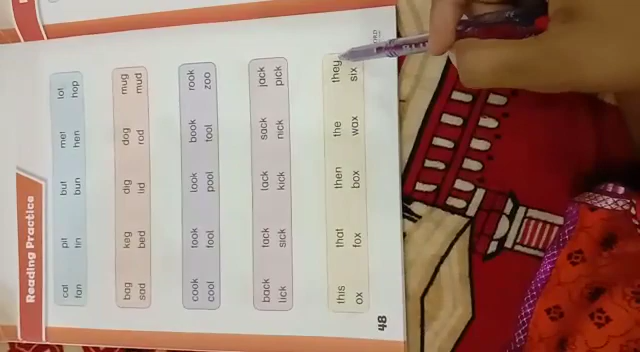 Reading Practice
cat pit but met lot
fan tin bun hen hop
bag keg dig dog mug
sad bed lid rod mud
cook took look book rook
cool fool pool tool zoo
back tack lack sack jack
lick sick kick nick pick
this that then the they
ox fox box wax six
48